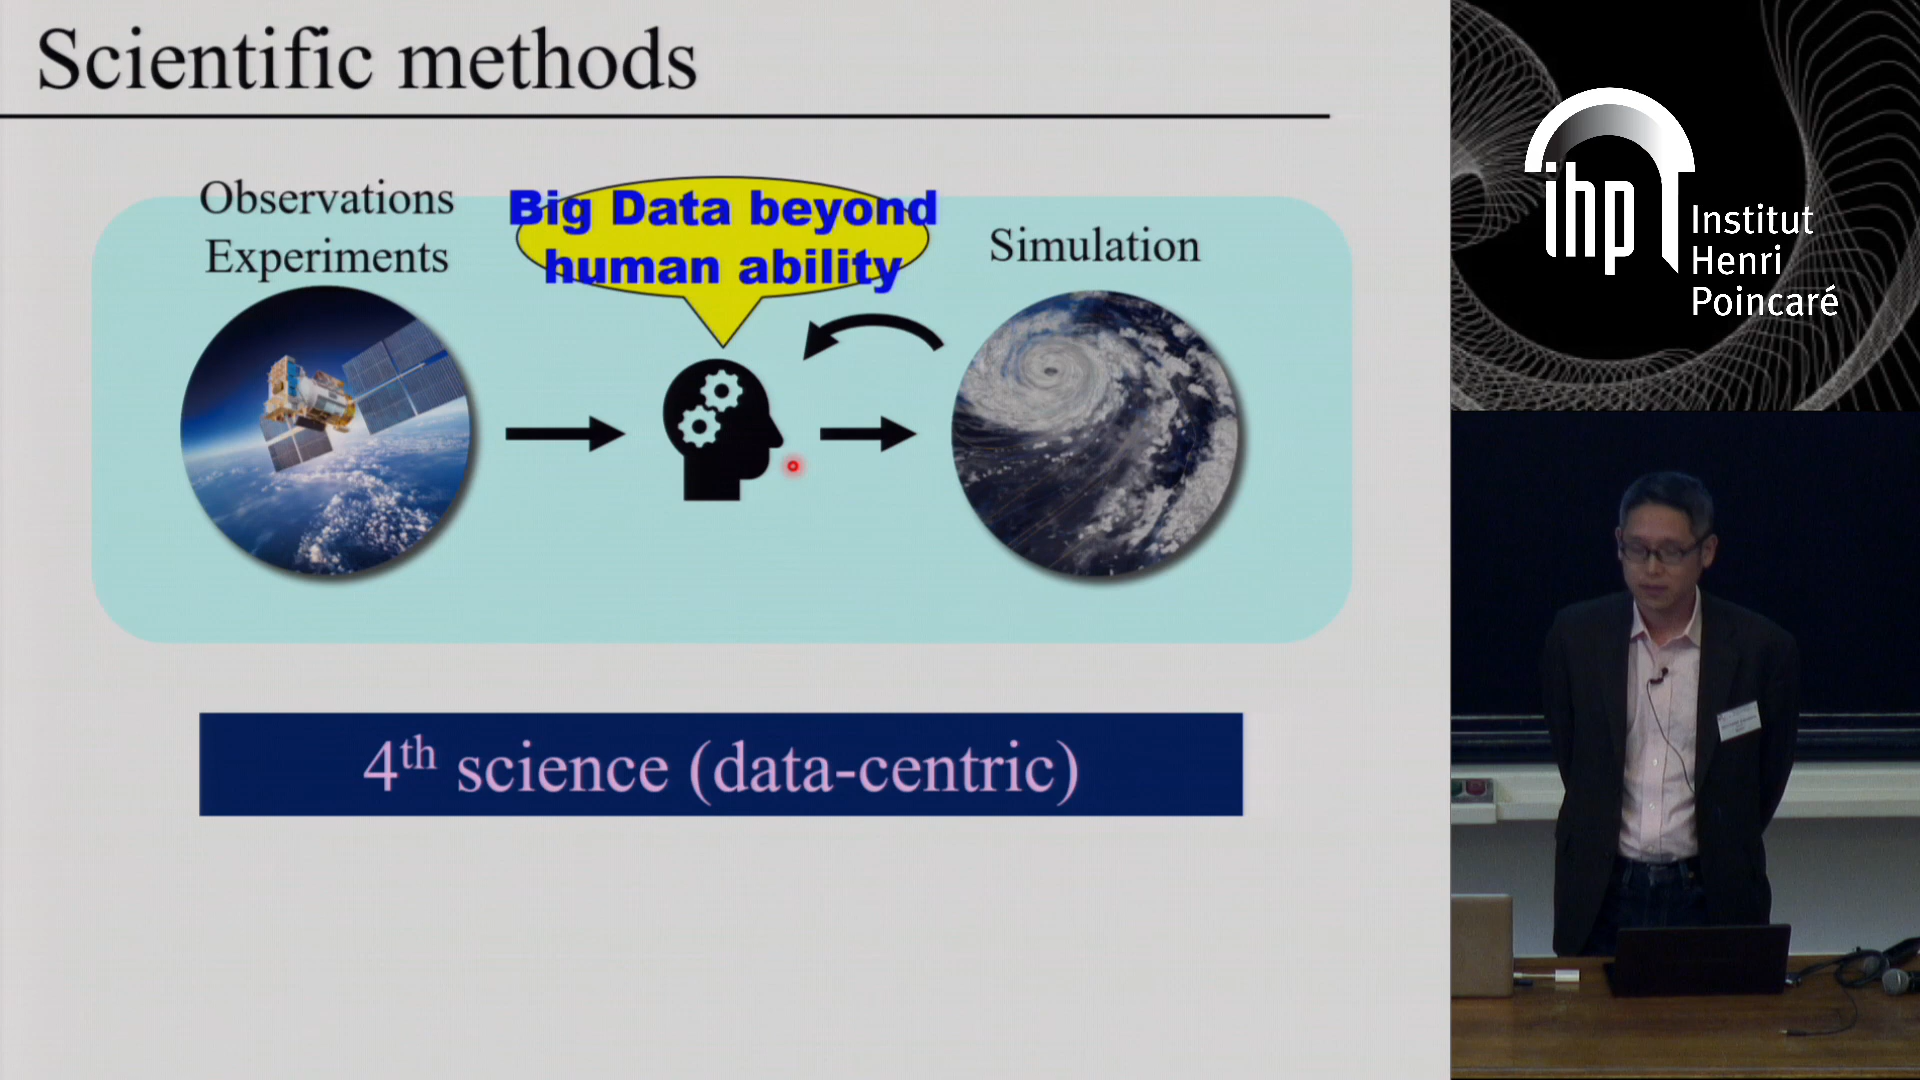 Scientific methods
Observations
Experiments
Big Data beyond
human ability
Simulation
4th science (data-centric)
ihp
Institut
Henri
Poincaré